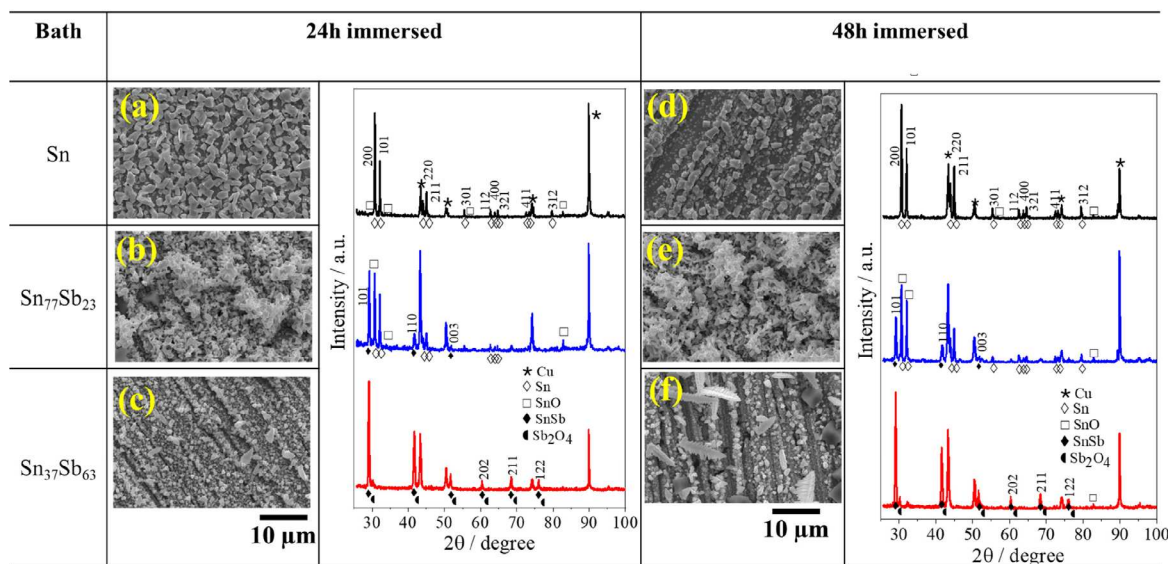 Bath 24h immersed 48h immersed
Sn
(a)
200
101
*
220
211
*
301
112
400
321
411
*
312
*
(d)
200
101
*
220
211
*
301
112
400
321
411
*
312
*
Sn₇₇Sb₂₃
(b)
101
110
003
(e)
101
110
003
Sn₃₇Sb₆₃
(c)
202
211
122
(f)
202
211
122
Intensity / a.u.
* Cu
◇ Sn
□ SnO
♦ SnSb
◖ Sb₂O₄
30 40 50 60 70 80 90 100
2θ / degree
10 µm
Intensity / a.u.
* Cu
◇ Sn
□ SnO
♦ SnSb
◖ Sb₂O₄
30 40 50 60 70 80 90 100
2θ / degree
10 µm